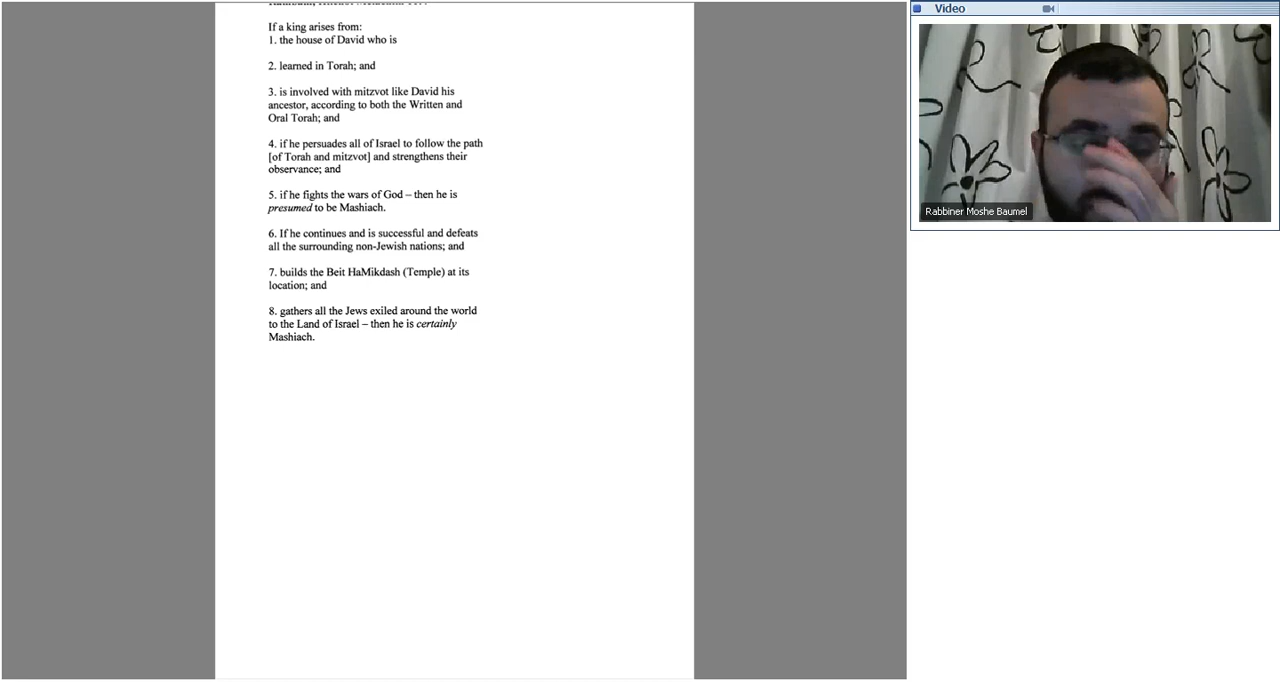 If a king arises from:
1. the house of David who is
2. learned in Torah; and
3. is involved with mitzvot like David his
ancestor, according to both the Written and
Oral Torah; and
4. if he persuades all of Israel to follow the path
[of Torah and mitzvot] and strengthens their
observance; and
5. if he fights the wars of God – then he is
presumed to be Mashiach.
6. If he continues and is successful and defeats
all the surrounding non-Jewish nations; and
7. builds the Beit HaMikdash (Temple) at its
location; and
8. gathers all the Jews exiled around the world
to the Land of Israel – then he is certainly
Mashiach.
Video
Rabbiner Moshe Baumel